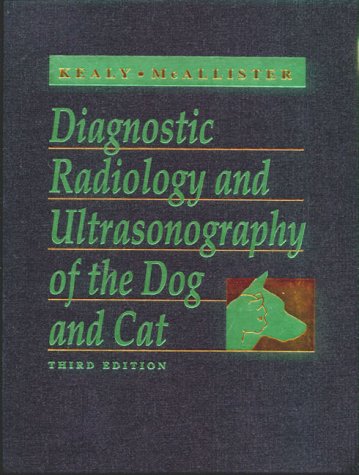 KEALY • MCALLISTER
Diagnostic
Radiology and
Ultrasonography
of the Dog
and Cat
THIRD EDITION